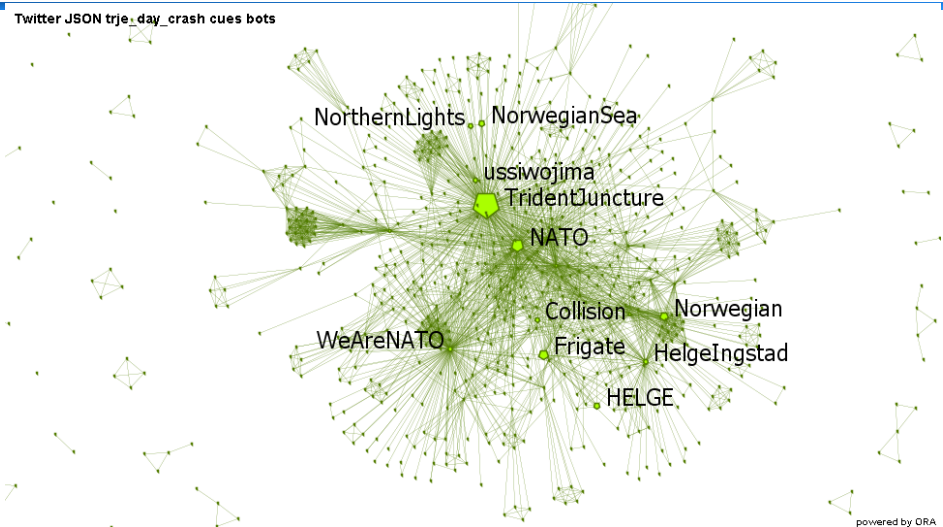 Twitter JSON trje_day_crash cues bots
NorthernLights
NorwegianSea
ussiwojima
TridentJuncture
NATO
Collision
Norwegian
WeAreNATO
Frigate
HelgeIngstad
HELGE
powered by ORA